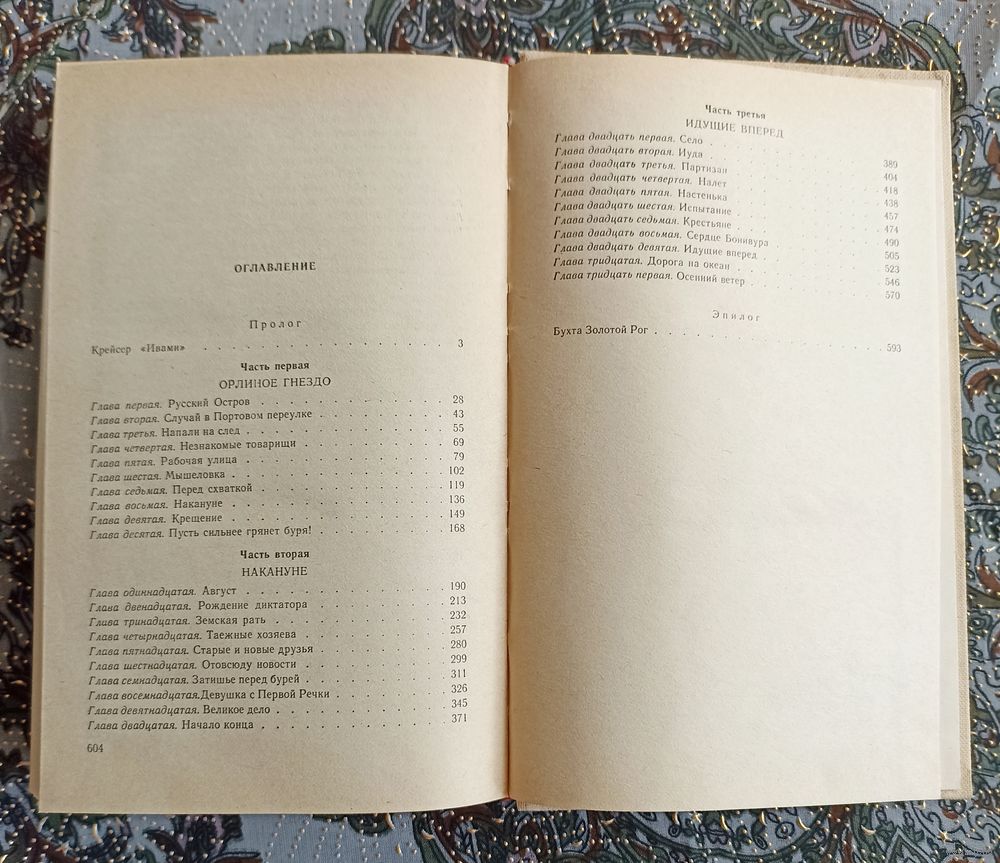 ОГЛАВЛЕНИЕ
Пролог
Крейсер «Ивами» . . . . . . . . . . . . . . . . 3
Часть первая
ОРЛИНОЕ ГНЕЗДО
Глава первая. Русский Остров . . . . . . . . . . . 28
Глава вторая. Случай в Портовом переулке . . . . . . . 43
Глава третья. Напали на след . . . . . . . . . . . 55
Глава четвертая. Незнакомые товарищи . . . . . . . . 69
Глава пятая. Рабочая улица . . . . . . . . . . . 79
Глава шестая. Мышеловка . . . . . . . . . . . . 102
Глава седьмая. Перед схваткой . . . . . . . . . . 119
Глава восьмая. Накануне . . . . . . . . . . . . 136
Глава девятая. Крещение . . . . . . . . . . . . 149
Глава десятая. Пусть сильнее грянет буря! . . . . . . . 168
Часть вторая
НАКАНУНЕ
Глава одиннадцатая. Август . . . . . . . . . . . 190
Глава двенадцатая. Рождение диктатора . . . . . . . 213
Глава тринадцатая. Земская рать . . . . . . . . . 232
Глава четырнадцатая. Таежные хозяева . . . . . . . . 257
Глава пятнадцатая. Старые и новые друзья . . . . . . . 280
Глава шестнадцатая. Отовсюду новости . . . . . . . . 299
Глава семнадцатая. Затишье перед бурей . . . . . . . 311
Глава восемнадцатая.Девушка с Первой Речки . . . . . . 326
Глава девятнадцатая. Великое дело . . . . . . . . . 345
Глава двадцатая. Начало конца . . . . . . . . . . 371
604
Часть третья
ИДУЩИЕ ВПЕРЕД
Глава двадцать первая. Село . . . . . . . . . . . 389
Глава двадцать вторая. Иуда . . . . . . . . . . . 404
Глава двадцать третья. Партизан . . . . . . . . . 418
Глава двадцать четвертая. Налет . . . . . . . . . 438
Глава двадцать пятая. Настенька . . . . . . . . . 457
Глава двадцать шестая. Испытание . . . . . . . . . 474
Глава двадцать седьмая. Крестьяне . . . . . . . . . 490
Глава двадцать восьмая. Сердце Бонивура . . . . . . . 505
Глава двадцать девятая. Идущие вперед . . . . . . . 523
Глава тридцатая. Дорога на океан . . . . . . . . . 546
Глава тридцать первая. Осенний ветер . . . . . . . . 570
Эпилог
Бухта Золотой Рог . . . . . . . . . . . . . . 593